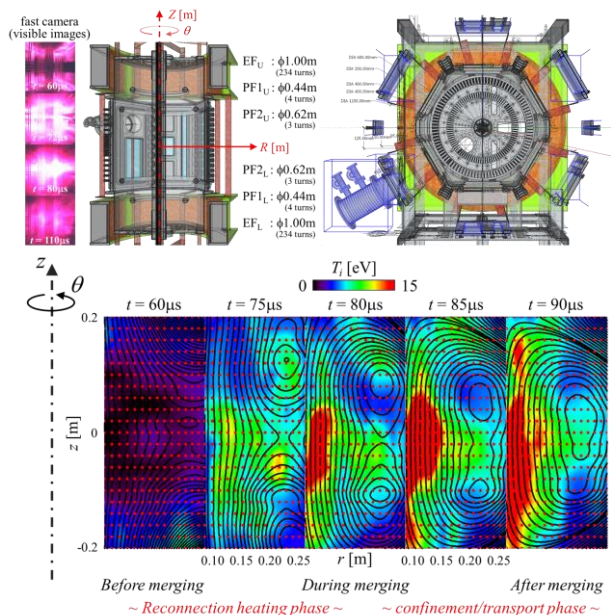 fast camera
(visible images)
t = 60μs
t = 80μs
t = 110μs
Z [m]
θ
R [m]
EF_U : ϕ1.00m
(234 turns)
PF1_U : ϕ0.44m
(4 turns)
PF2_U : ϕ0.62m
(3 turns)
PF2_L : ϕ0.62m
(3 turns)
PF1_L : ϕ0.44m
(4 turns)
EF_L : ϕ1.00m
(234 turns)
z
θ
T_i [eV]
0 15
t = 60μs t = 75μs t = 80μs t = 85μs t = 90μs
0.2
z [m]
0
-0.2
0.10 0.15 0.20 0.25 r [m] 0.10 0.15 0.20 0.25
Before merging During merging After merging
~ Reconnection heating phase ~ ~ confinement/transport phase ~